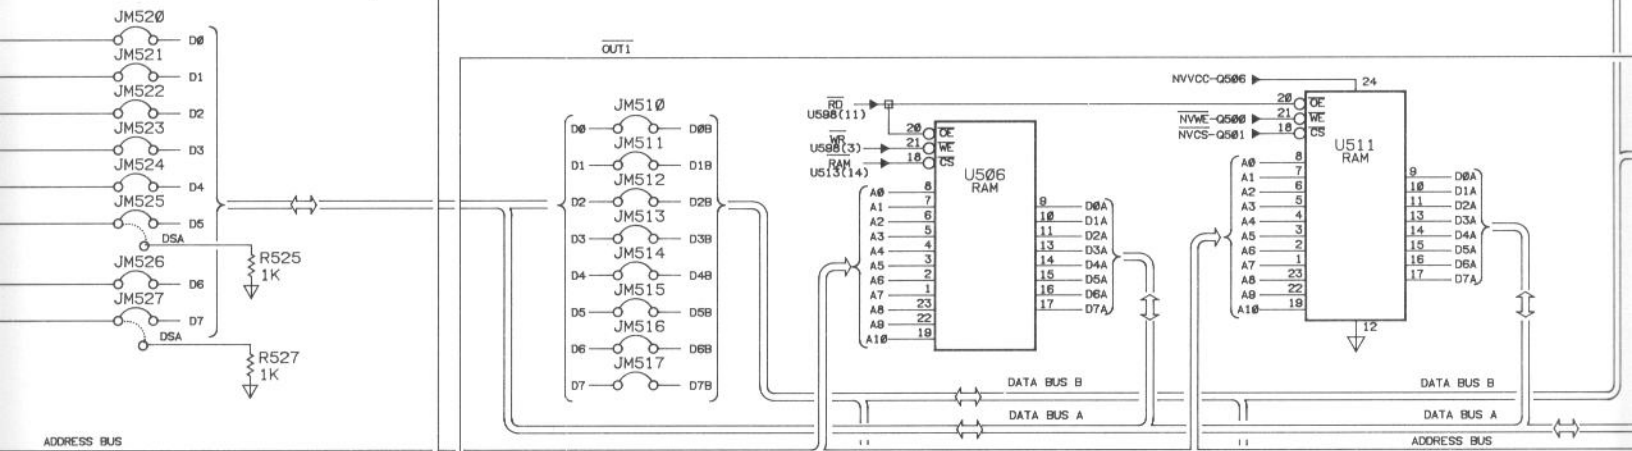 JM520
D0
JM521
D1
JM522
D2
JM523
D3
JM524
D4
JM525
D5
DSA
R525
1K
JM526
D6
JM527
D7
DSA
R527
1K
ADDRESS BUS
OUT1
JM510
D0 D0B
JM511
D1 D1B
JM512
D2 D2B
JM513
D3 D3B
JM514
D4 D4B
JM515
D5 D5B
JM516
D6 D6B
JM517
D7 D7B
RD
U598(11)
WR
U598(3)
RAM
U513(14)
20 OE
21 WE
18 CS
U506
RAM
A0 8
A1 7
A2 6
A3 5
A4 4
A5 3
A6 2
A7 1
A8 23
A9 22
A10 19
9 D0A
10 D1A
11 D2A
13 D3A
14 D4A
15 D5A
16 D6A
17 D7A
NVVCC-Q506
24
20 OE
NVWE-Q500 21 WE
NVCS-Q501 18 CS
U511
RAM
A0 8
A1 7
A2 6
A3 5
A4 4
A5 3
A6 2
A7 1
A8 23
A9 22
A10 19
9 D0A
10 D1A
11 D2A
13 D3A
14 D4A
15 D5A
16 D6A
17 D7A
12
DATA BUS B
DATA BUS A
DATA BUS B
DATA BUS A
ADDRESS BUS